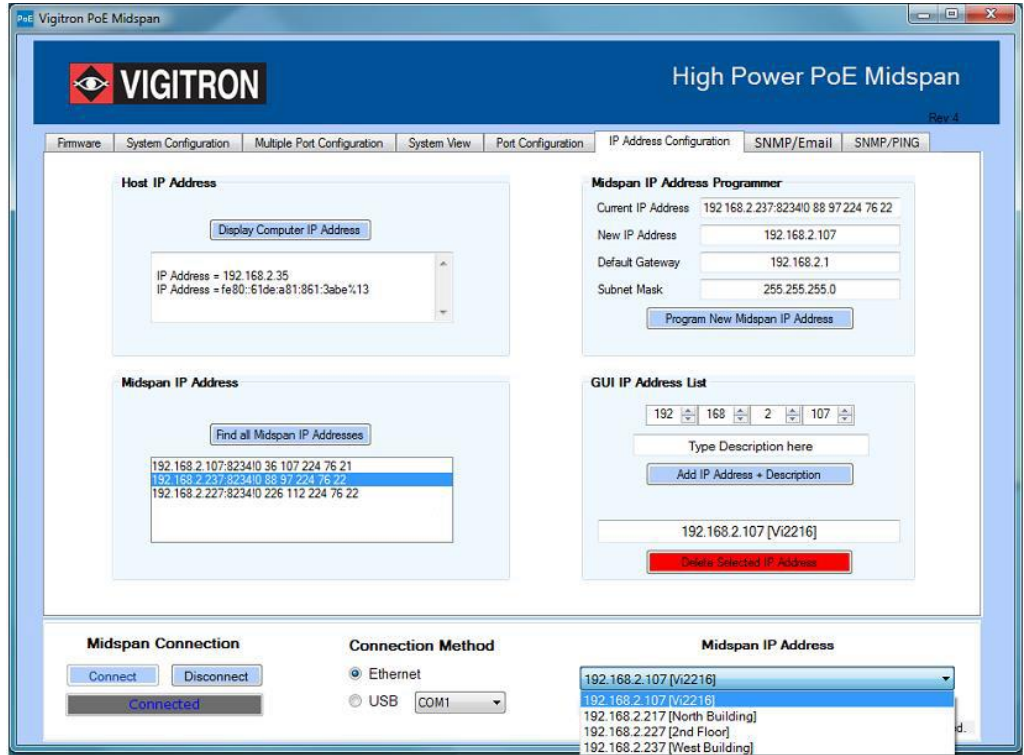 PoE Vigitron PoE Midspan
VIGITRON
High Power PoE Midspan
Rev 4
Firmware System Configuration Multiple Port Configuration System View Port Configuration IP Address Configuration SNMP/Email SNMP/PING
Host IP Address
Display Computer IP Address
IP Address = 192.168.2.35
IP Address = fe80::61de:a81:861:3abe%13
Midspan IP Address Programmer
Current IP Address 192.168.2.237:8234!0 88 97 224 76 22
New IP Address 192.168.2.107
Default Gateway 192.168.2.1
Subnet Mask 255.255.255.0
Program New Midspan IP Address
Midspan IP Address
Find all Midspan IP Addresses
192.168.2.107:8234!0 36 107 224 76 21
192.168.2.237:8234!0 88 97 224 76 22
192.168.2.227:8234!0 226 112 224 76 22
GUI IP Address List
192 168 2 107
Type Description here
Add IP Address + Description
192.168.2.107 [Vi2216]
Delete Selected IP Address
Midspan Connection
Connect Disconnect
Connected
Connection Method
Ethernet
USB COM1
Midspan IP Address
192.168.2.107 [Vi2216]
192.168.2.107 [Vi2216]
192.168.2.217 [North Building]
192.168.2.227 [2nd Floor]
192.168.2.237 [West Building]